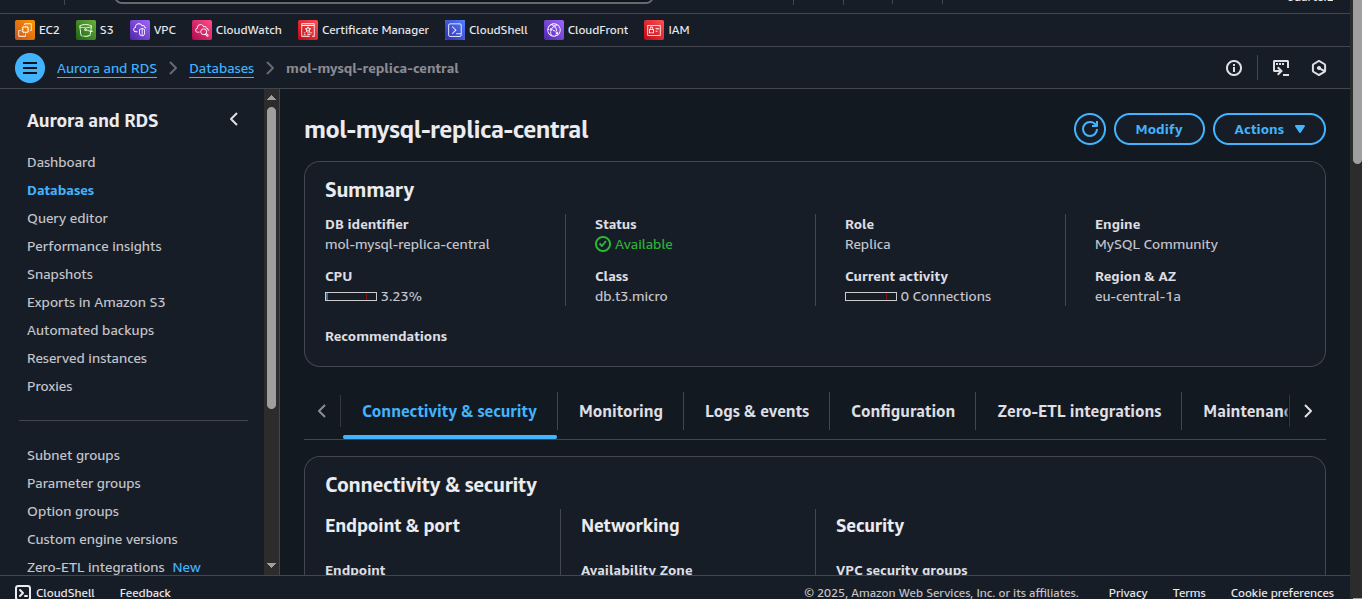 EC2 S3 VPC CloudWatch Certificate Manager CloudShell CloudFront IAM
Aurora and RDS > Databases > mol-mysql-replica-central
Aurora and RDS
Dashboard
Databases
Query editor
Performance insights
Snapshots
Exports in Amazon S3
Automated backups
Reserved instances
Proxies
Subnet groups
Parameter groups
Option groups
Custom engine versions
Zero-ETL integrations New
mol-mysql-replica-central
Modify
Actions
Summary
DB identifier
mol-mysql-replica-central
Status
Available
Role
Replica
Engine
MySQL Community
CPU
3.23%
Class
db.t3.micro
Current activity
0 Connections
Region & AZ
eu-central-1a
Recommendations
Connectivity & security
Monitoring
Logs & events
Configuration
Zero-ETL integrations
Maintenanc
Connectivity & security
Endpoint & port
Endpoint
Networking
Availability Zone
Security
VPC security groups
CloudShell Feedback © 2025, Amazon Web Services, Inc. or its affiliates. Privacy Terms Cookie preferences